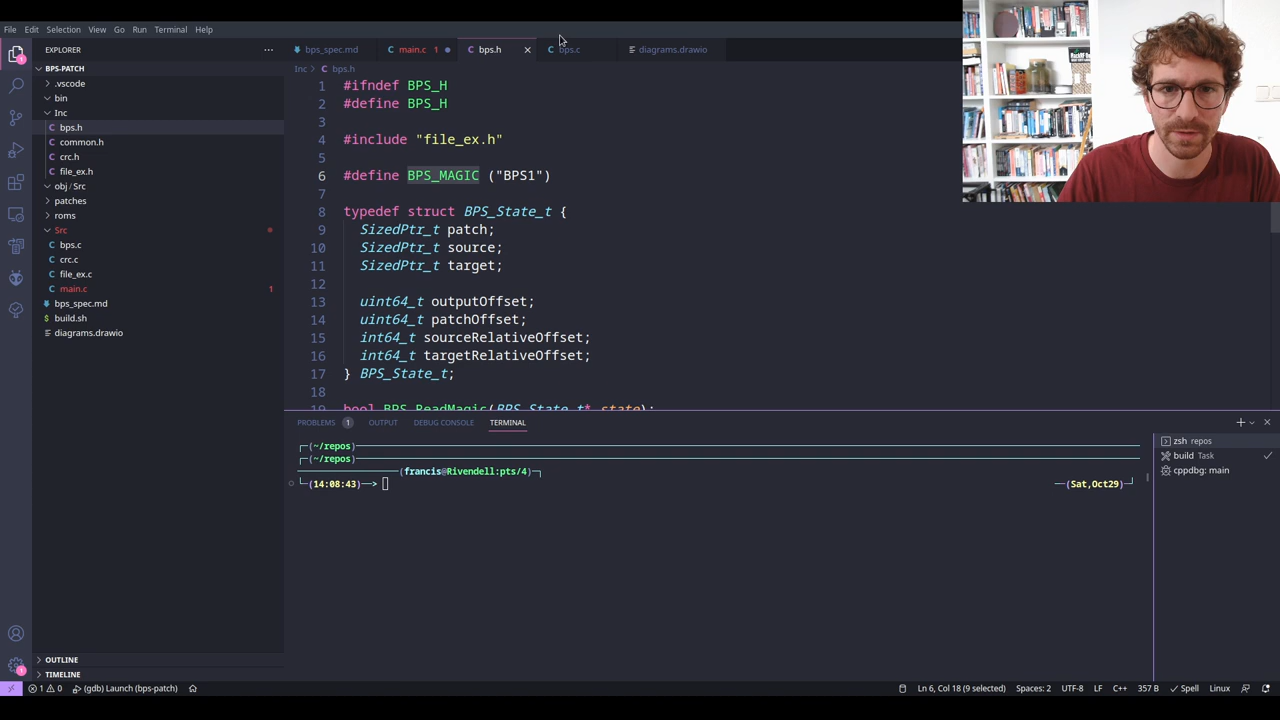 File Edit Selection View Go Run Terminal Help
EXPLORER
BPS-PATCH
.vscode
bin
Inc
bps.h
common.h
crc.h
file_ex.h
obj / Src
patches
roms
Src
bps.c
crc.c
file_ex.c
main.c 1
bps_spec.md
build.sh
diagrams.drawio
OUTLINE
TIMELINE
bps_spec.md main.c 1 bps.h bps.c diagrams.drawio
Inc > bps.h
1 #ifndef BPS_H
2 #define BPS_H
3
4 #include "file_ex.h"
5
6 #define BPS_MAGIC ("BPS1")
7
8 typedef struct BPS_State_t {
9 SizedPtr_t patch;
10 SizedPtr_t source;
11 SizedPtr_t target;
12
13 uint64_t outputOffset;
14 uint64_t patchOffset;
15 int64_t sourceRelativeOffset;
16 int64_t targetRelativeOffset;
17 } BPS_State_t;
18
19 bool BPS_ReadMagic(BPS_State_t* state);
PROBLEMS 1 OUTPUT DEBUG CONSOLE TERMINAL
(~/repos)
(~/repos)
(francis@Rivendell:pts/4)
(14:08:43)—> (Sat,Oct29)
zsh repos
build Task
cppdbg: main
1 0 (gdb) Launch (bps-patch) Ln 6, Col 18 (9 selected) Spaces: 2 UTF-8 LF C++ 357 B Spell Linux